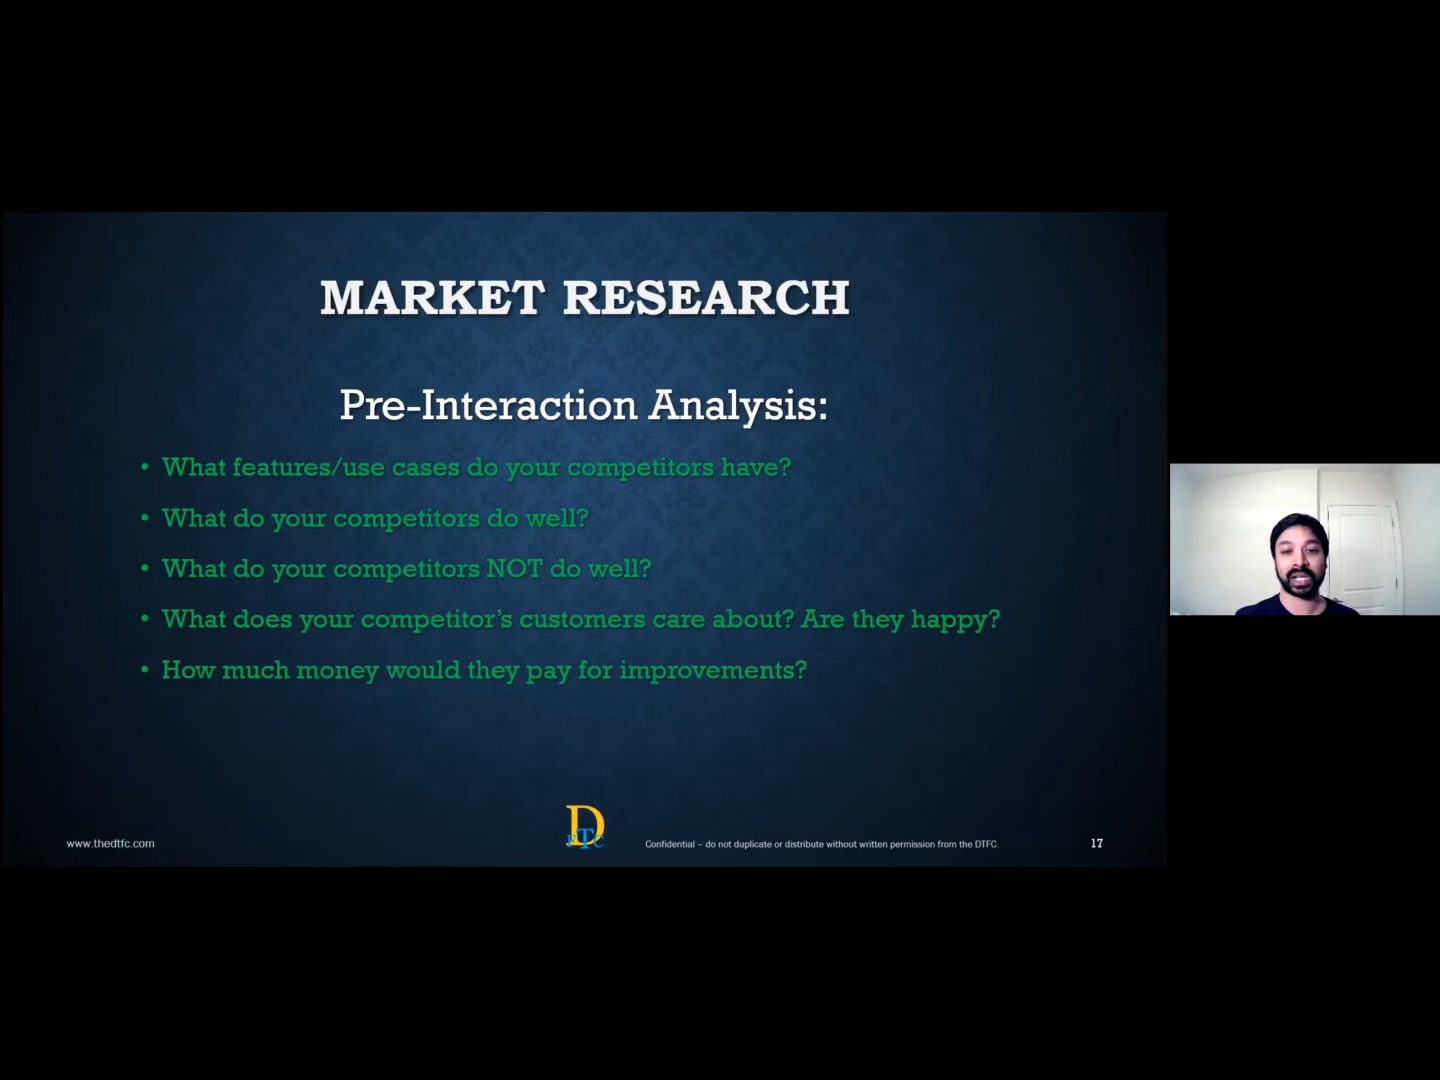 MARKET RESEARCH
Pre-Interaction Analysis:
• What features/use cases do your competitors have?
• What do your competitors do well?
• What do your competitors NOT do well?
• What does your competitor’s customers care about? Are they happy?
• How much money would they pay for improvements?
www.thedtfc.com
DTFC
Confidential – do not duplicate or distribute without written permission from the DTFC.
17